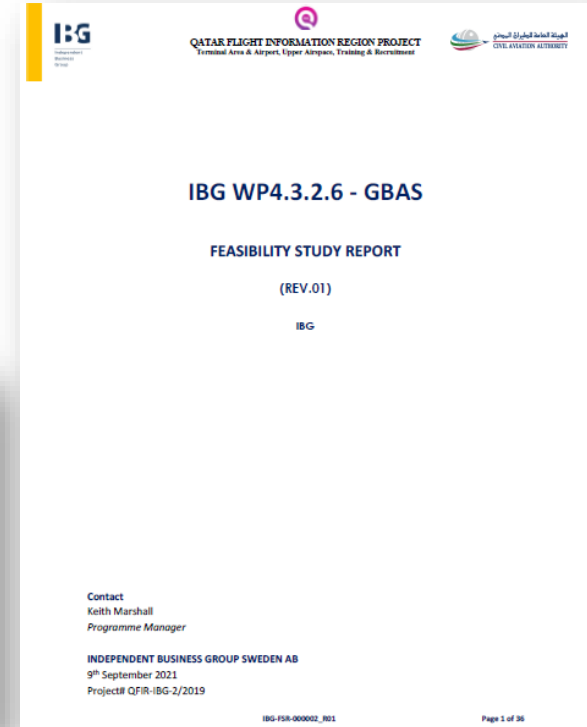 IBG
Independent
Business
Group
QATAR FLIGHT INFORMATION REGION PROJECT
Terminal Area & Airport, Upper Airspace, Training & Recruitment
الهيئة العامة للطيران المدني
CIVIL AVIATION AUTHORITY
IBG WP4.3.2.6 - GBAS
FEASIBILITY STUDY REPORT
(REV.01)
IBG
Contact
Keith Marshall
Programme Manager
INDEPENDENT BUSINESS GROUP SWEDEN AB
9th September 2021
Project# QFIR-IBG-2/2019
IBG-FSR-000002_R01
Page 1 of 36